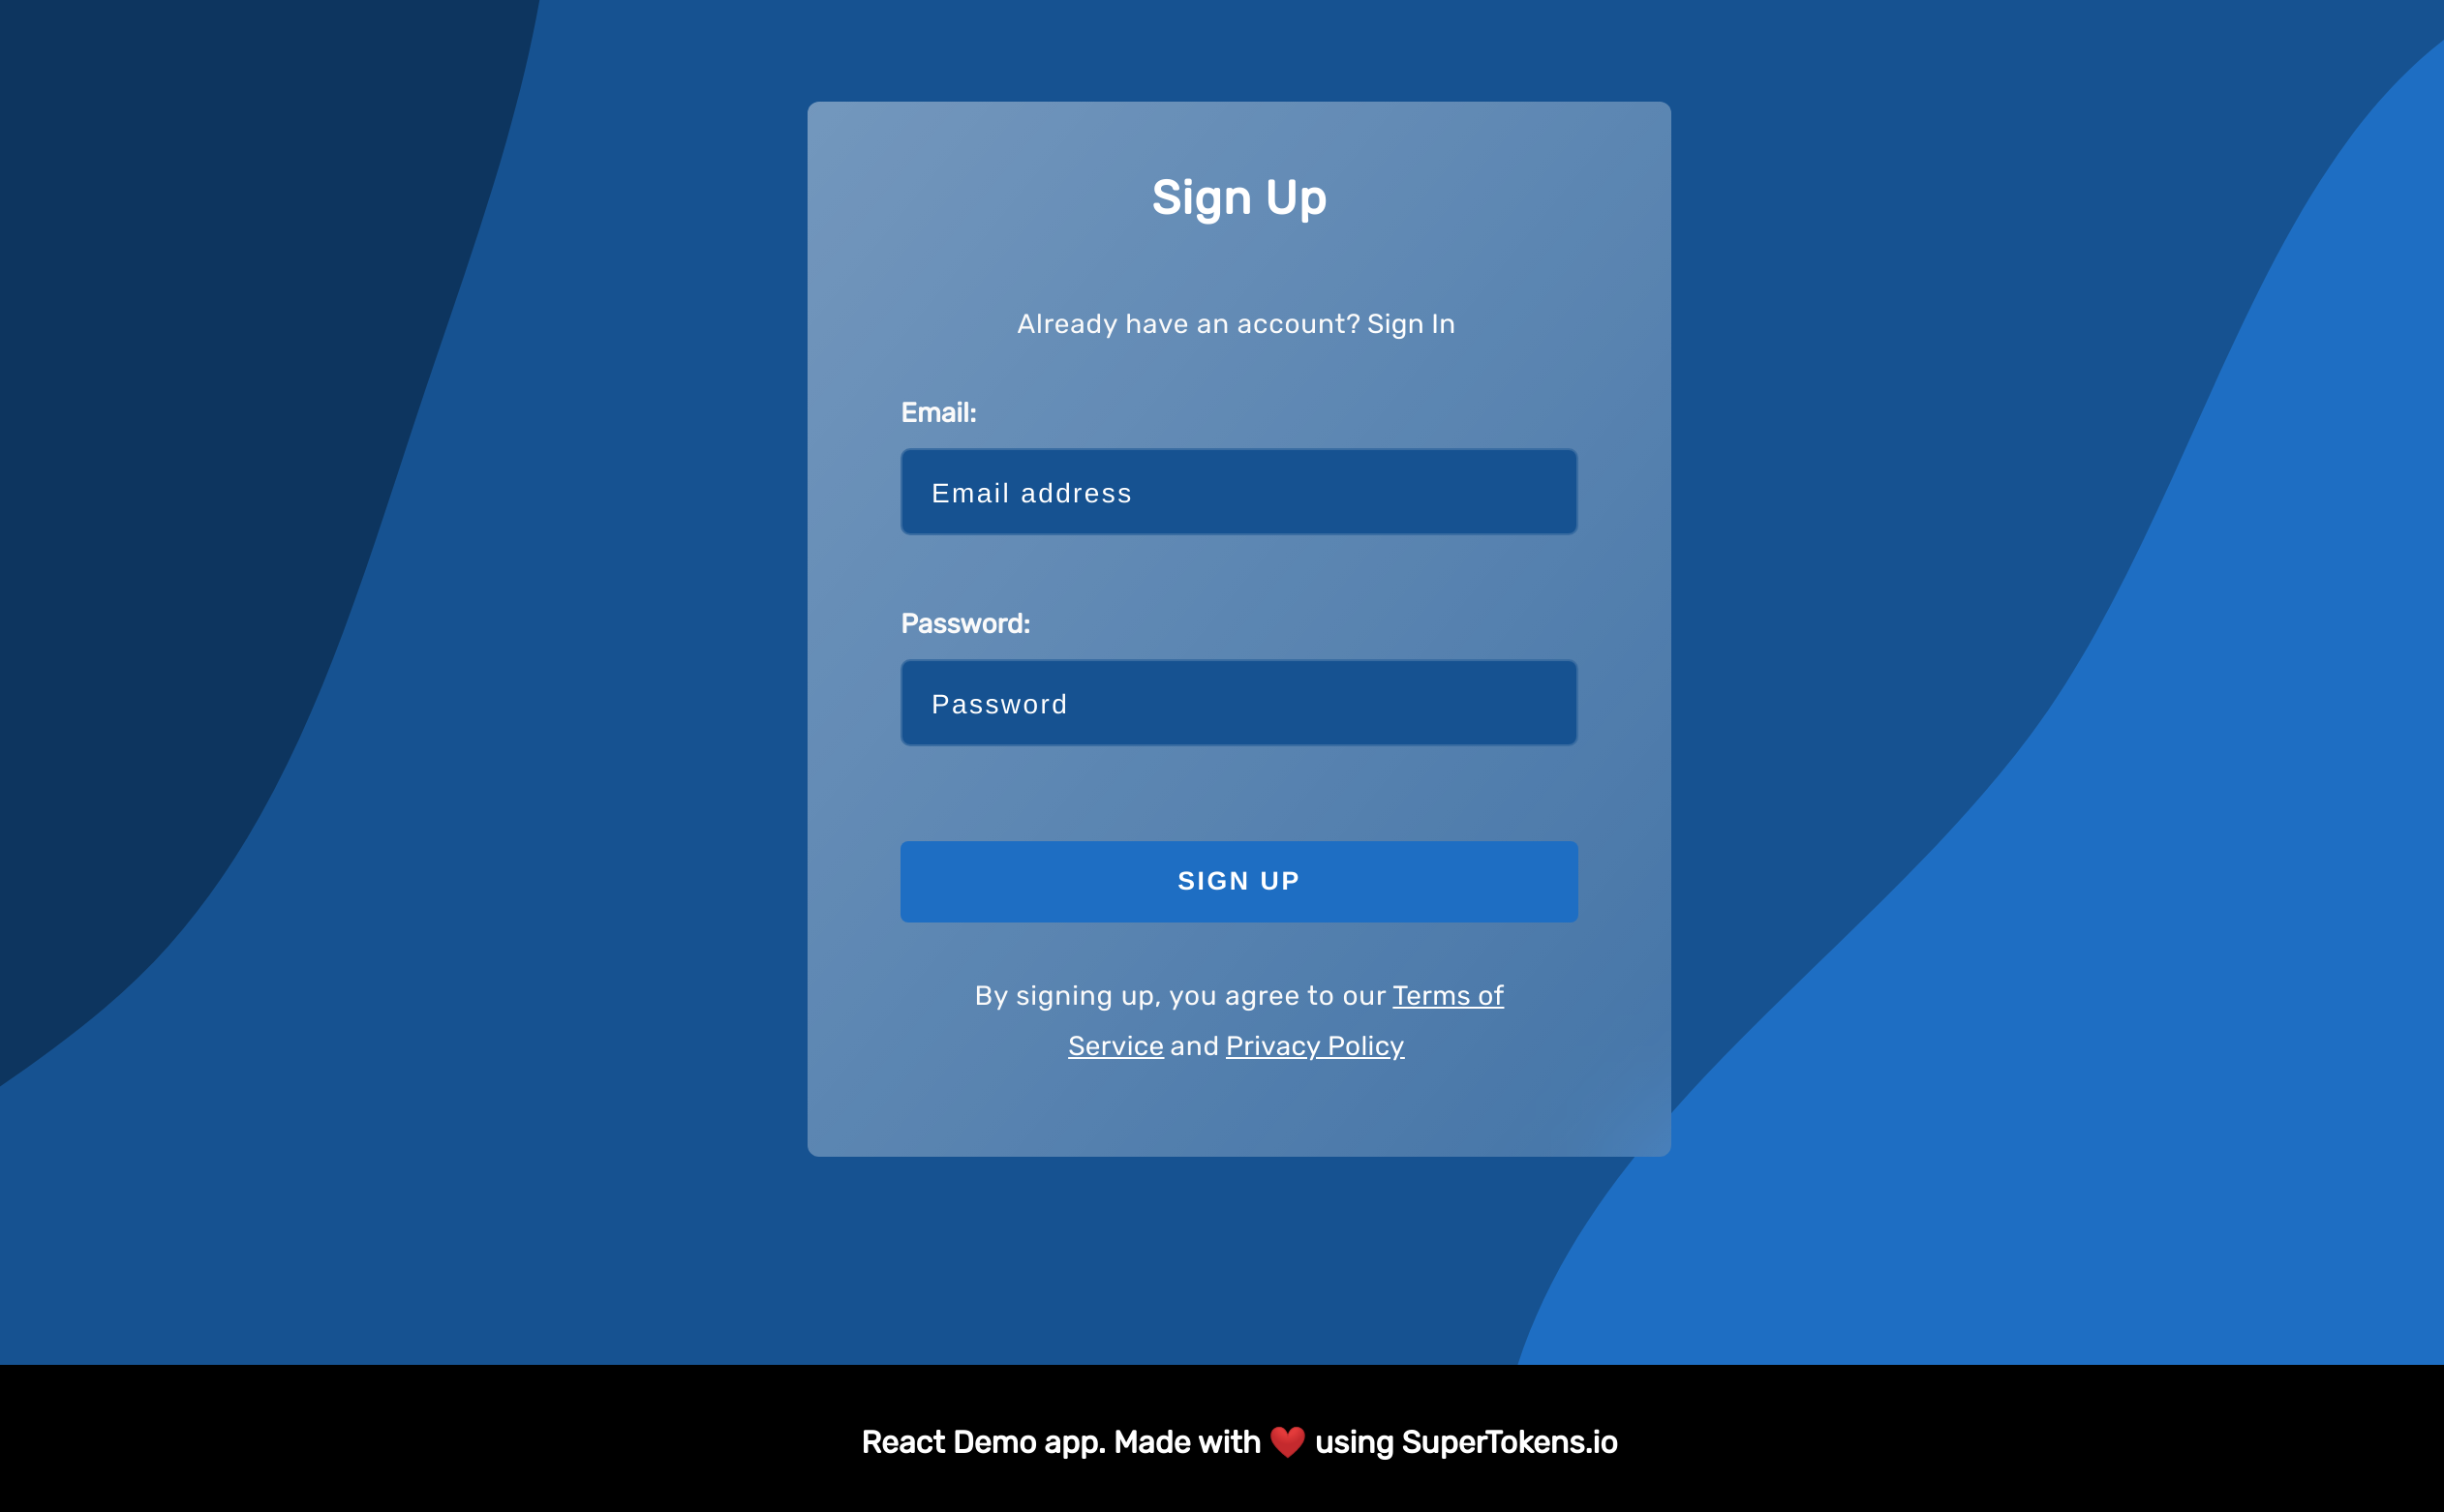 Sign Up
Already have an account? Sign In
Email:
Email address
Password:
Password
SIGN UP
By signing up, you agree to our Terms of
Service and Privacy Policy
React Demo app. Made with ❤️ using SuperTokens.io